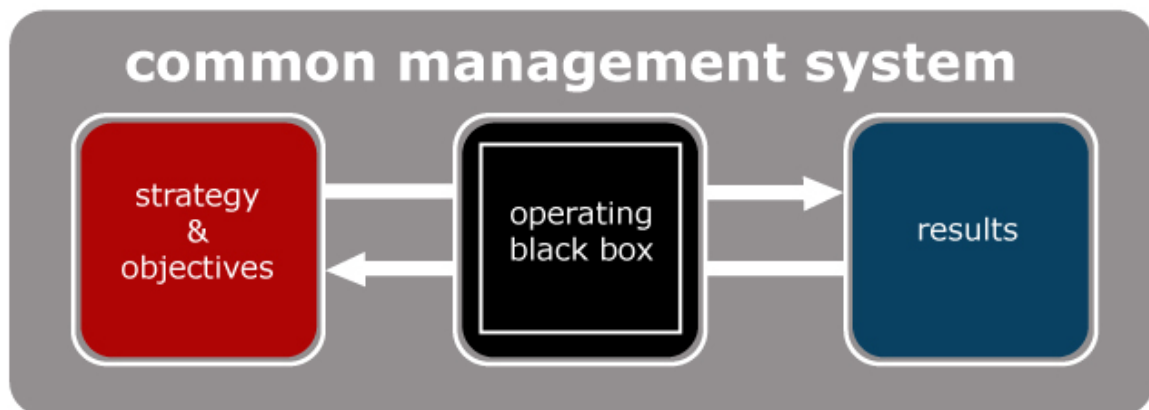 common management system
strategy
&
objectives
operating
black box
results